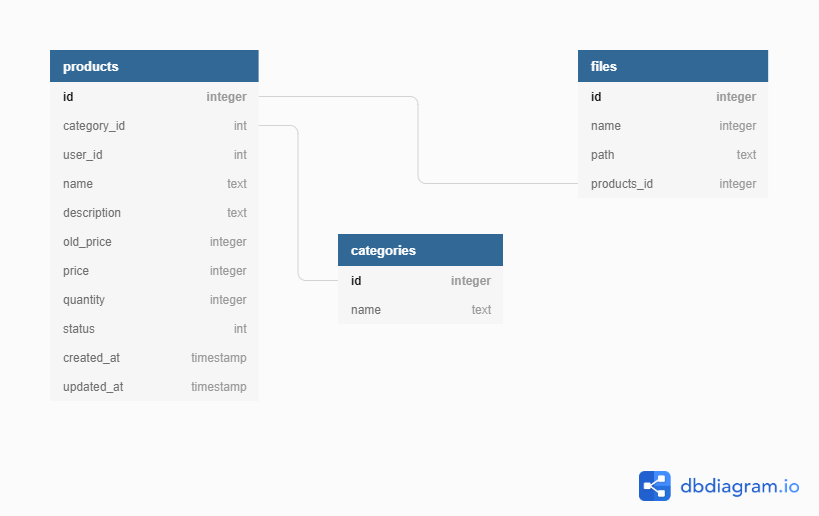 products
id integer
category_id int
user_id int
name text
description text
old_price integer
price integer
quantity integer
status int
created_at timestamp
updated_at timestamp
categories
id integer
name text
files
id integer
name integer
path text
products_id integer
dbdiagram.io